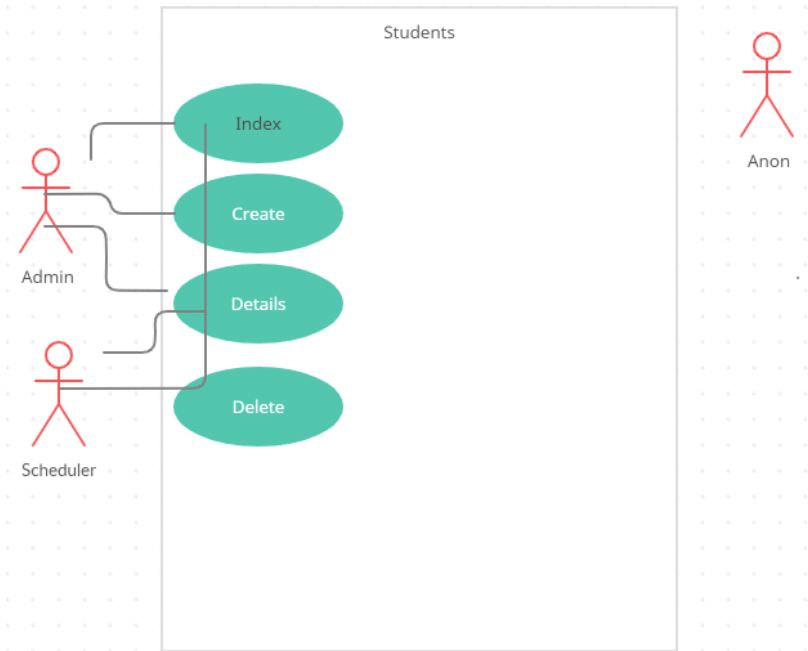 Students
Index
Anon
Create
Admin
Details
Delete
Scheduler